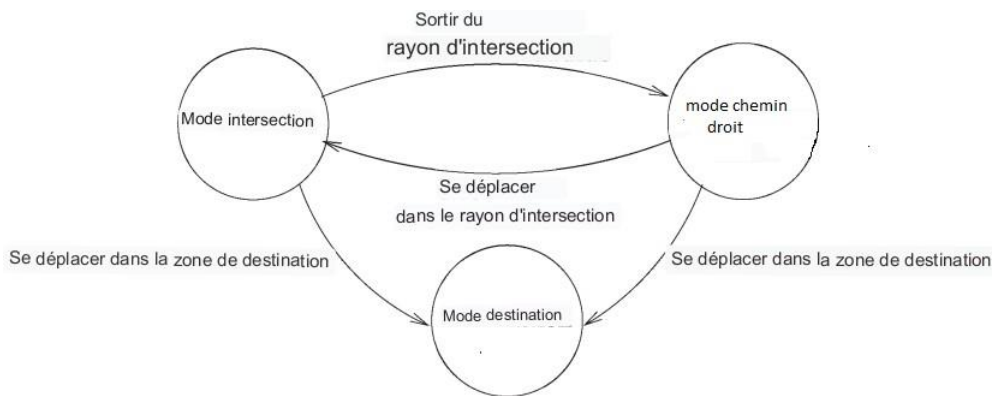 Sortir du
rayon d'intersection
Mode intersection
mode chemin
droit
Se déplacer
dans le rayon d'intersection
Se déplacer dans la zone de destination
Se déplacer dans la zone de destination
Mode destination